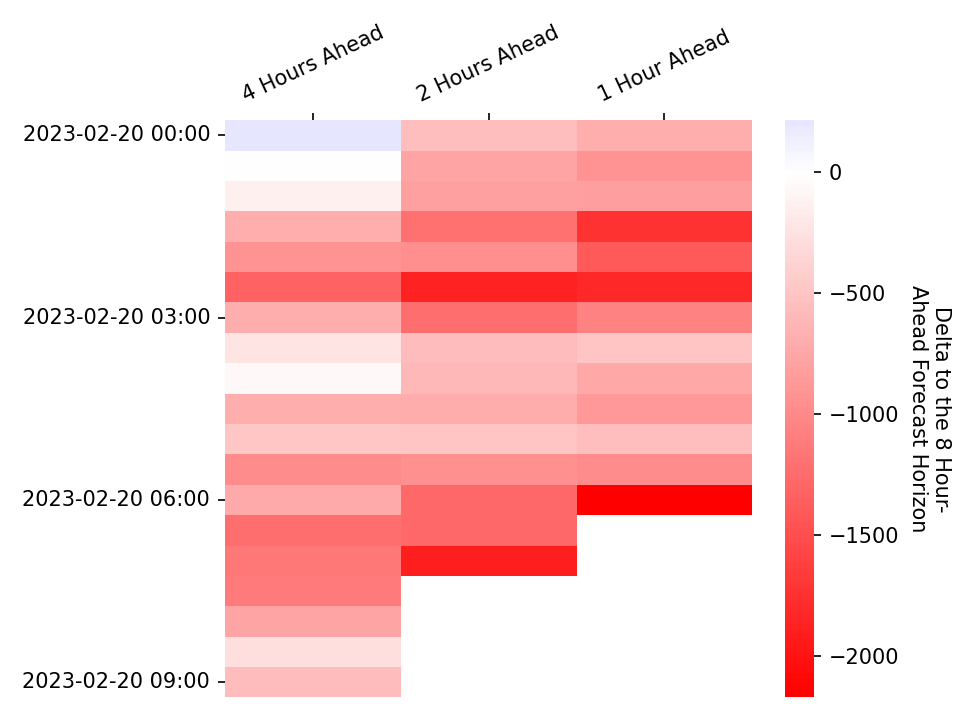 4 Hours Ahead
2 Hours Ahead
1 Hour Ahead
2023-02-20 00:00
2023-02-20 03:00
2023-02-20 06:00
2023-02-20 09:00
0
−500
−1000
−1500
−2000
Delta to the 8 Hour-
Ahead Forecast Horizon